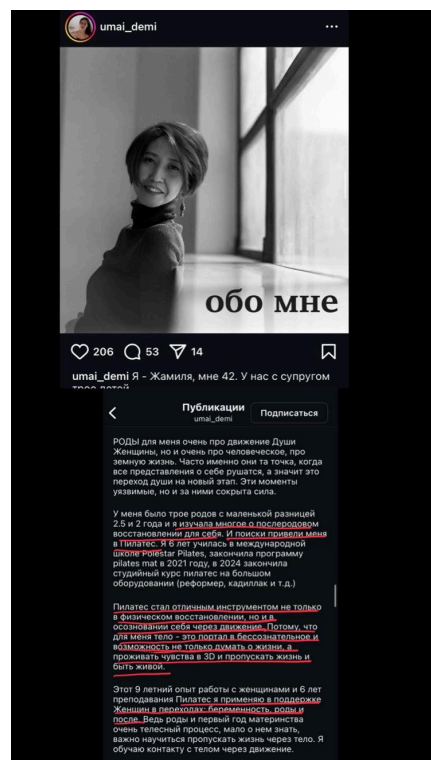 umai_demi
обо мне
206 53 14
umai_demi Я - Жамиля, мне 42. У нас с супругом
трое детей
Публикации
umai_demi
Подписаться
РОДЫ для меня очень про движение Души
Женщины, но и очень про человеческое, про
земную жизнь. Часто именно они та точка, когда
все представления о себе рушатся, а значит это
переход души на новый этап. Эти моменты
уязвимые, но и за ними сокрыта сила.
У меня было трое родов с маленькой разницей
2.5 и 2 года и я изучала многое о послеродовом
восстановлении для себя. И поиски привели меня
в Пилатес. Я 6 лет училась в международной
школе Polestar Pilates, закончила программу
pilates mat в 2021 году, в 2024 закончила
студийный курс пилатес на большом
оборудовании (реформер, кадиллак и т.д.)
Пилатес стал отличным инструментом не только
в физическом восстановлении, но и в
осозновании себя через движение. Потому, что
для меня тело - это портал в бессознательное и
возможность не только думать о жизни, а
проживать чувства в 3D и пропускать жизнь и
быть живой.
Этот 9 летний опыт работы с женщинами и 6 лет
преподавания Пилатес я применяю в поддержке
Женщин в переходах: беременность, роды и
после. Ведь роды и первый год материнства
очень телесный процесс, мало о нем знать,
важно научиться пропускать жизнь через тело. Я
обучаю контакту с телом через движение.